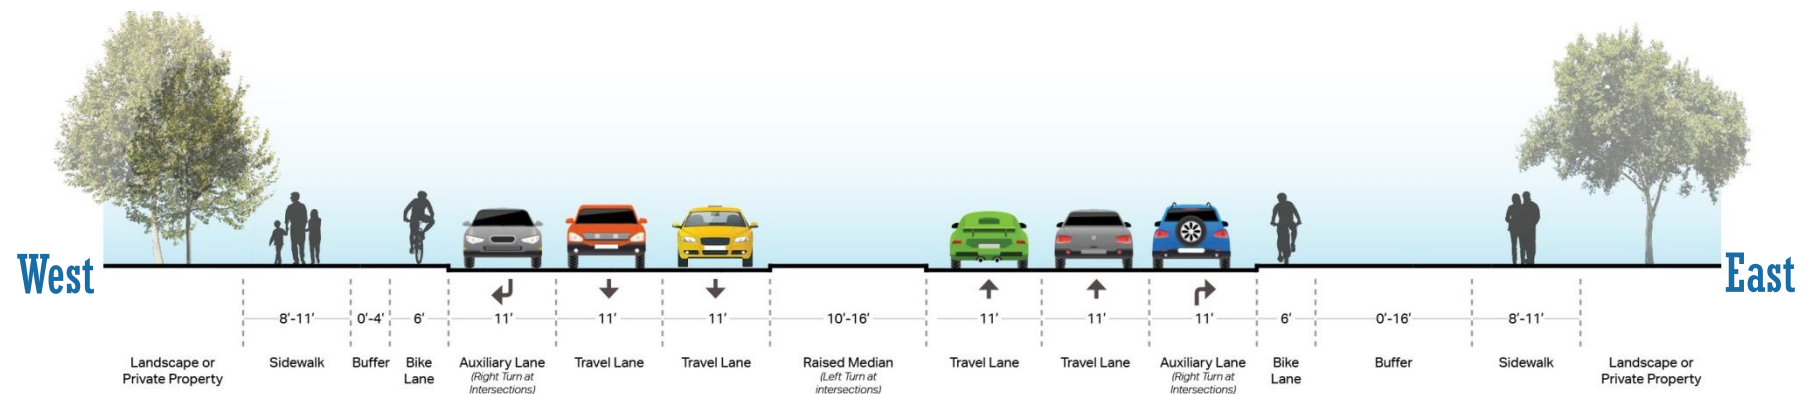 West
East
8’-11’ 0’-4’ 6’ 11’ 11’ 11’ 10’-16’ 11’ 11’ 11’ 6’ 0’-16’ 8’-11’
Landscape or
Private Property
Sidewalk
Buffer
Bike
Lane
Auxiliary Lane
(Right Turn at
Intersections)
Travel Lane
Travel Lane
Raised Median
(Left Turn at
intersections)
Travel Lane
Travel Lane
Auxiliary Lane
(Right Turn at
Intersections)
Bike
Lane
Buffer
Sidewalk
Landscape or
Private Property